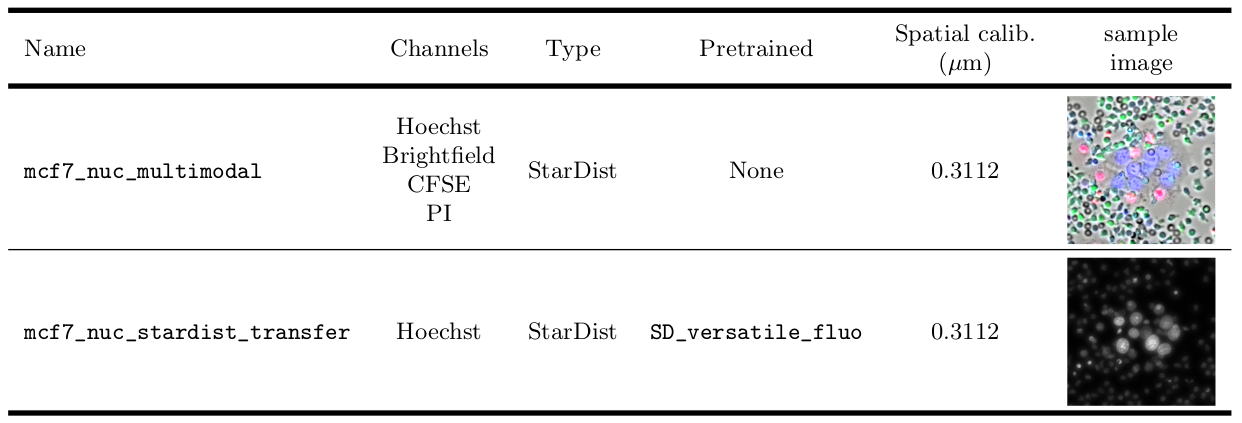 Name Channels Type Pretrained Spatial calib. (μm) sample image
mcf7_nuc_multimodal Hoechst Brightfield CFSE PI StarDist None 0.3112
mcf7_nuc_stardist_transfer Hoechst StarDist SD_versatile_fluo 0.3112